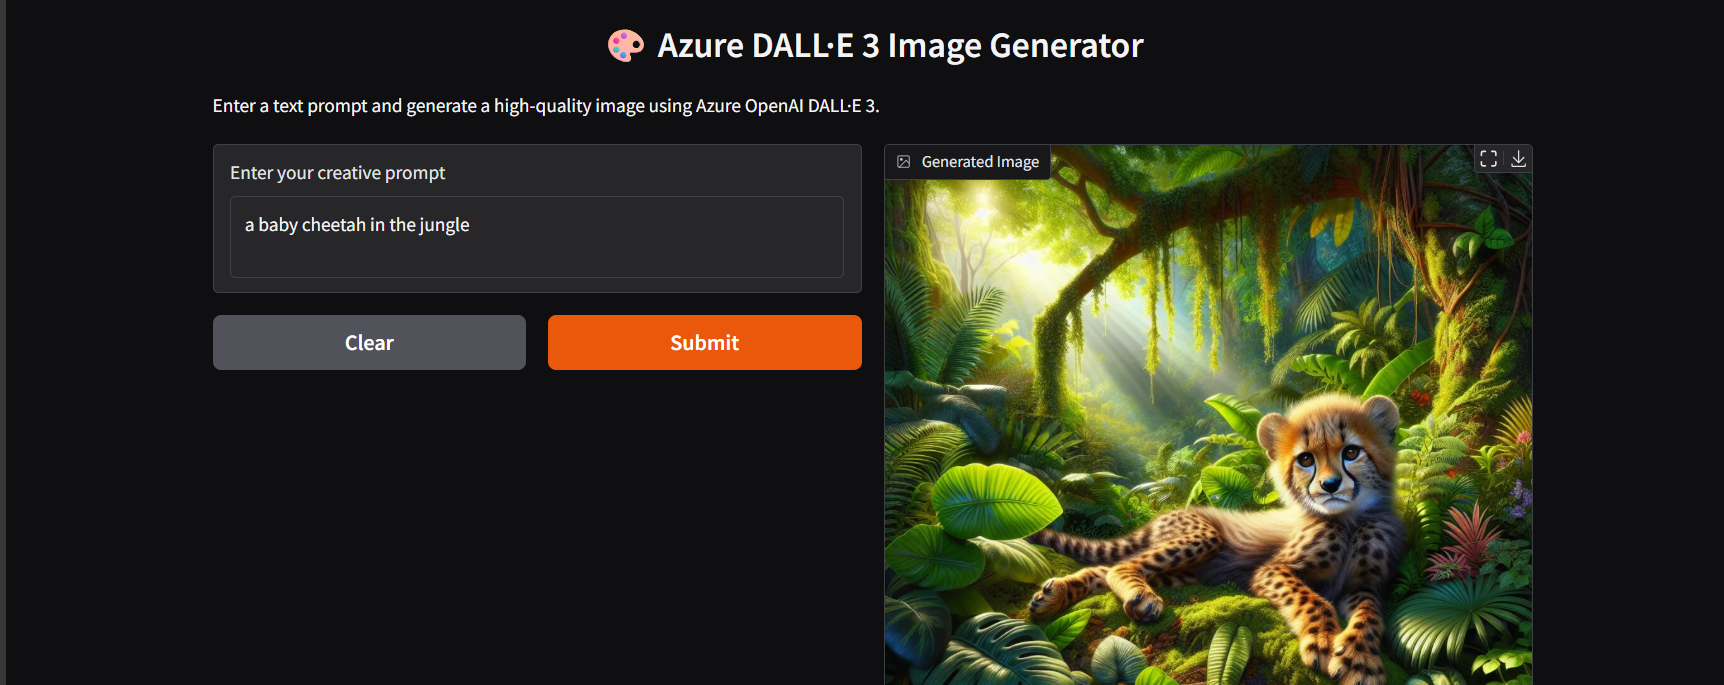 🎨 Azure DALL·E 3 Image Generator
Enter a text prompt and generate a high-quality image using Azure OpenAI DALL·E 3.
Enter your creative prompt
a baby cheetah in the jungle
Clear
Submit
Generated Image